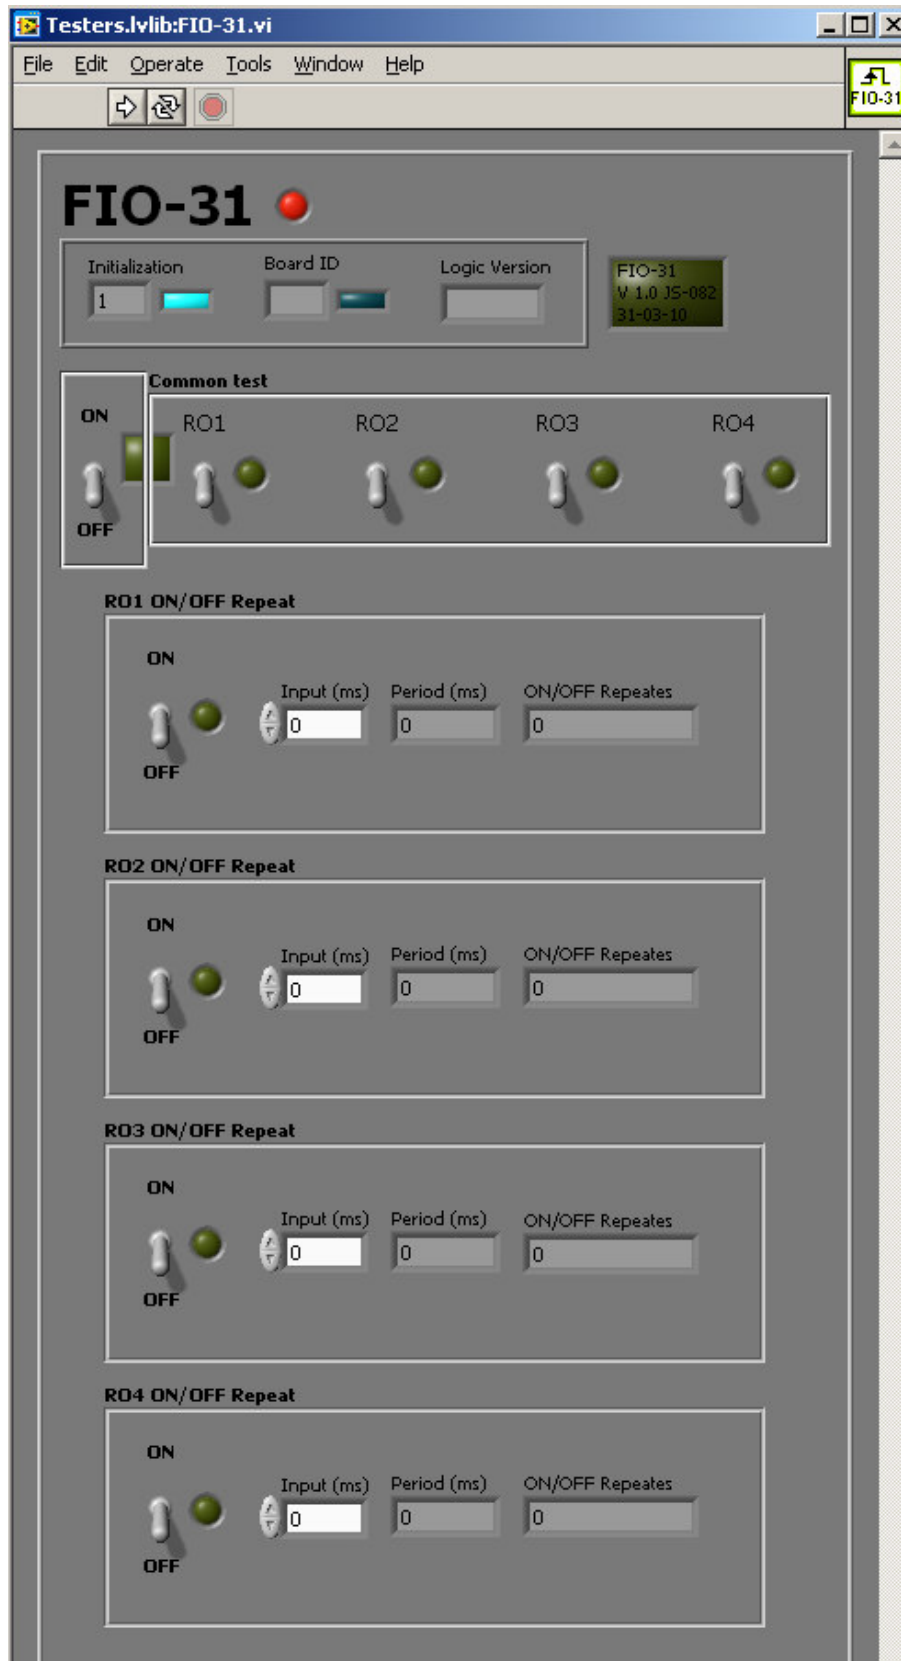 Testers.lvlib:FIO-31.vi
File Edit Operate Tools Window Help
FIO-31
FIO-31
Initialization Board ID Logic Version
1
FIO-31
V 1.0 JS-082
31-03-10
Common test
ON
OFF
RO1 RO2 RO3 RO4
RO1 ON/OFF Repeat
ON
Input (ms) Period (ms) ON/OFF Repeates
0 0 0
OFF
RO2 ON/OFF Repeat
ON
Input (ms) Period (ms) ON/OFF Repeates
0 0 0
OFF
RO3 ON/OFF Repeat
ON
Input (ms) Period (ms) ON/OFF Repeates
0 0 0
OFF
RO4 ON/OFF Repeat
ON
Input (ms) Period (ms) ON/OFF Repeates
0 0 0
OFF